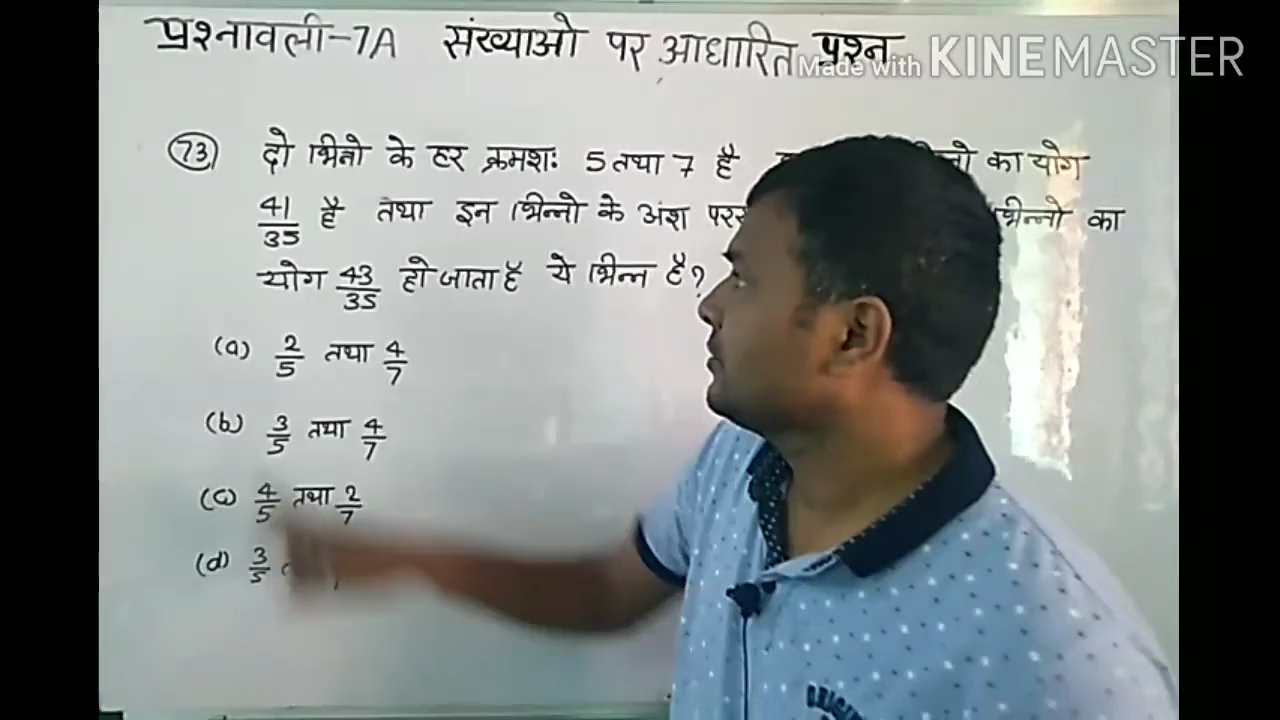 प्रश्नावली-7A संख्याओ पर आधारित प्रश्न
Made with KINEMASTER
73 दो भिन्नो के हर क्रमशः 5 तथा 7 है का योग
41/35 है तथा इन भिन्नो के अंश भिन्नो का
योग 43/35 हो जाता है ये भिन्न है?
(a) 2/5 तथा 4/7
(b) 3/5 तथा 4/7
(c) 4/5 तथा 2/7
(d) 3/5